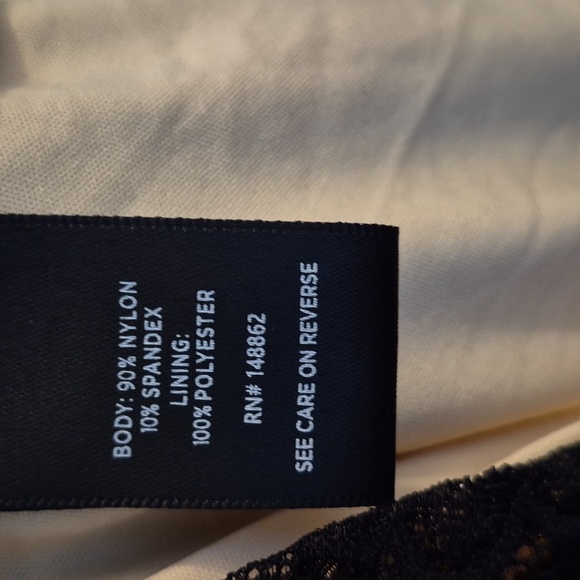 BODY: 90% NYLON
10% SPANDEX
LINING:
100% POLYESTER
RN# 148862
SEE CARE ON REVERSE